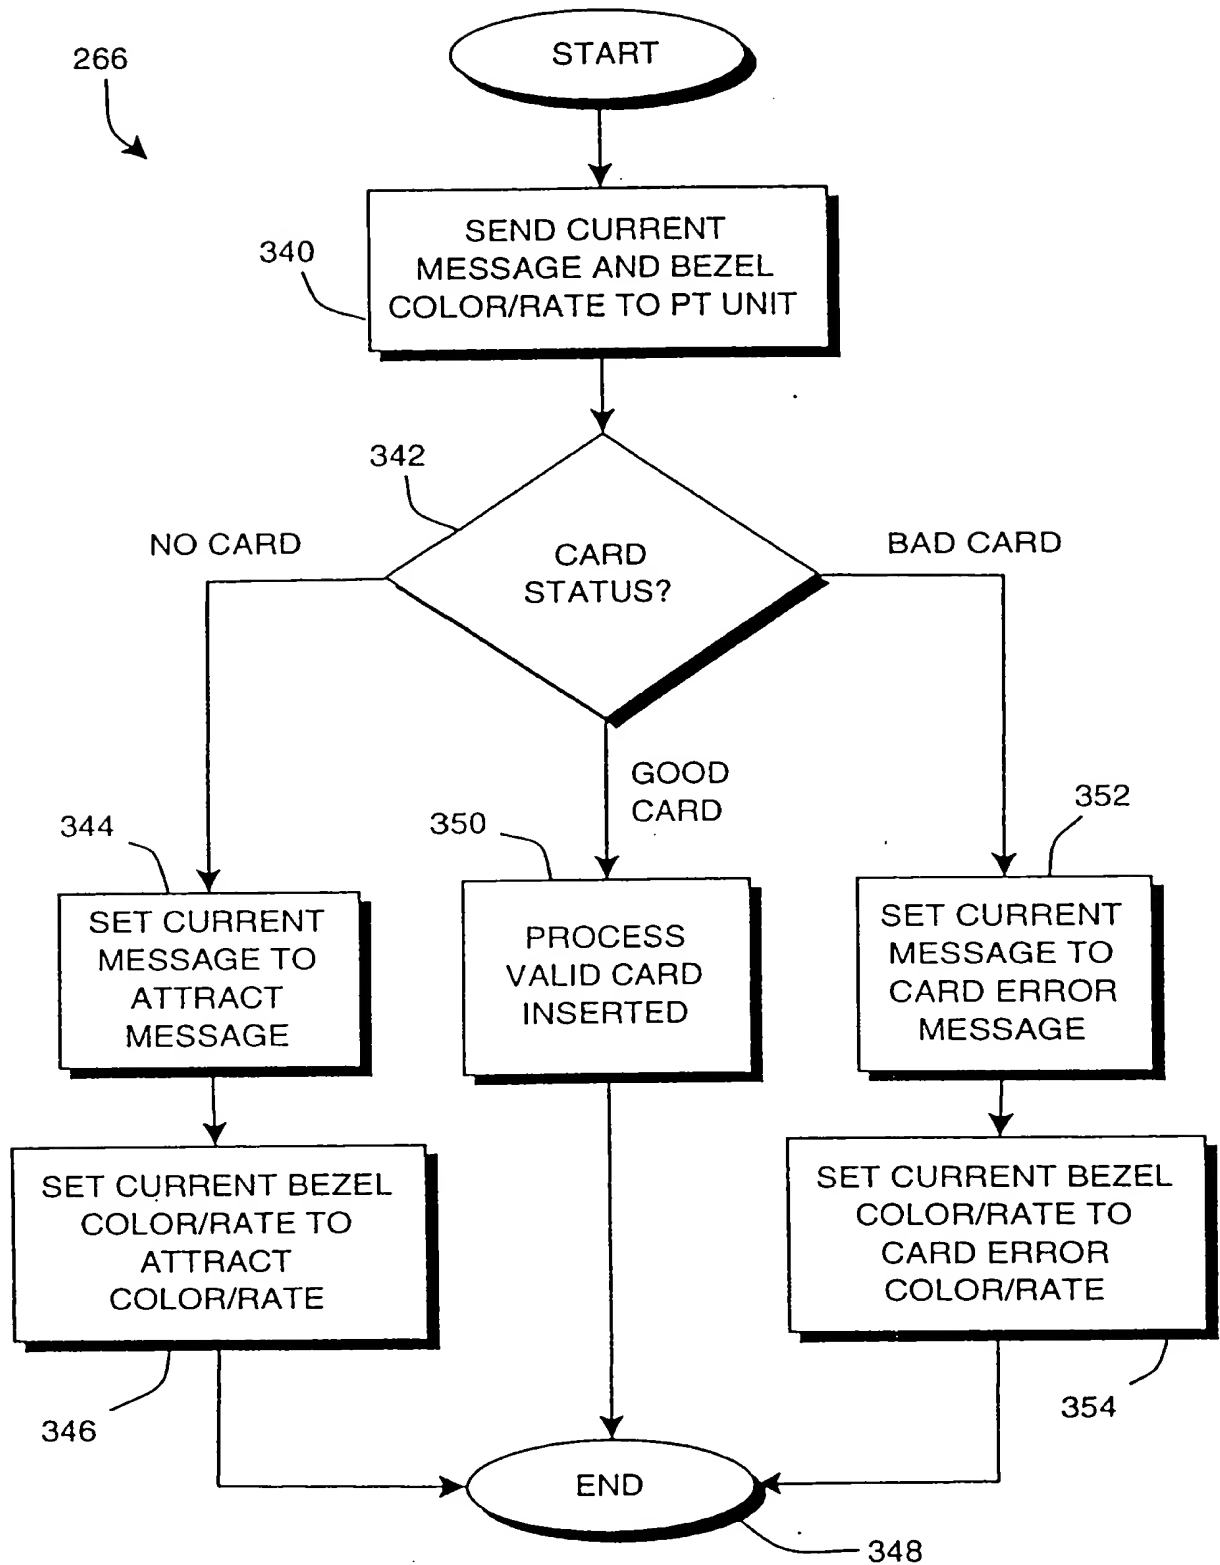 266
START
340
SEND CURRENT
MESSAGE AND BEZEL
COLOR/RATE TO PT UNIT
342
NO CARD
CARD
STATUS?
BAD CARD
GOOD
CARD
344
350
352
SET CURRENT
MESSAGE TO
ATTRACT
MESSAGE
PROCESS
VALID CARD
INSERTED
SET CURRENT
MESSAGE TO
CARD ERROR
MESSAGE
SET CURRENT BEZEL
COLOR/RATE TO
ATTRACT
COLOR/RATE
SET CURRENT BEZEL
COLOR/RATE TO
CARD ERROR
COLOR/RATE
346
354
END
348